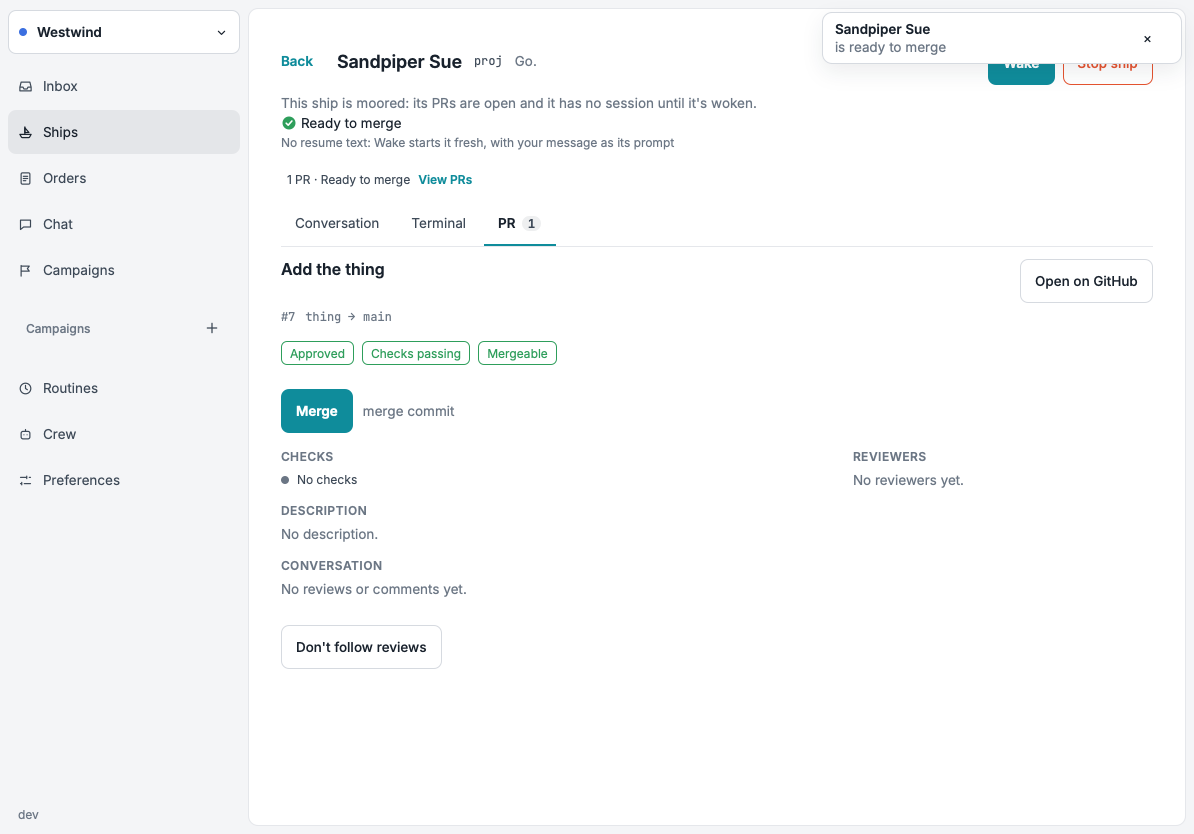 Westwind
Inbox
Ships
Orders
Chat
Campaigns
Campaigns
Routines
Crew
Preferences
dev
Sandpiper Sue
is ready to merge
Back Sandpiper Sue proj Go.
Wake Stop ship
This ship is moored: its PRs are open and it has no session until it's woken.
Ready to merge
No resume text: Wake starts it fresh, with your message as its prompt
1 PR · Ready to merge View PRs
Conversation Terminal PR 1
Add the thing
Open on GitHub
#7 thing → main
Approved Checks passing Mergeable
Merge merge commit
CHECKS
No checks
REVIEWERS
No reviewers yet.
DESCRIPTION
No description.
CONVERSATION
No reviews or comments yet.
Don't follow reviews